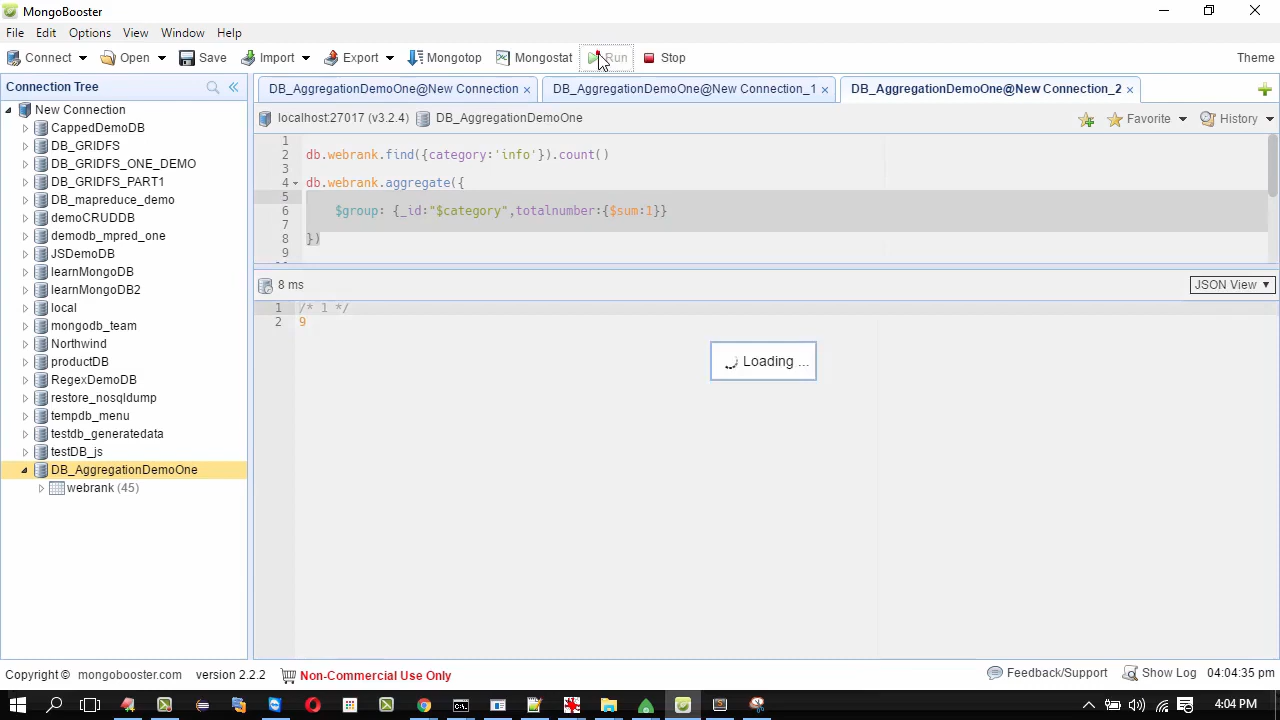 MongoBooster
File Edit Options View Window Help
Connect Open Save Import Export Mongotop Mongostat Run Stop Theme
Connection Tree
New Connection
CappedDemoDB
DB_GRIDFS
DB_GRIDFS_ONE_DEMO
DB_GRIDFS_PART1
DB_mapreduce_demo
demoCRUDDB
demodb_mpred_one
JSDemoDB
learnMongoDB
learnMongoDB2
local
mongodb_team
Northwind
productDB
RegexDemoDB
restore_nosqldump
tempdb_menu
testdb_generatedata
testDB_js
DB_AggregationDemoOne
webrank (45)
DB_AggregationDemoOne@New Connection × DB_AggregationDemoOne@New Connection_1 × DB_AggregationDemoOne@New Connection_2 ×
localhost:27017 (v3.2.4) DB_AggregationDemoOne Favorite History
1
2 db.webrank.find({category:'info'}).count()
3
4 db.webrank.aggregate({
5
6 $group: {_id:"$category",totalnumber:{$sum:1}}
7
8 })
9
8 ms JSON View
1 /* 1 */
2 9
Loading ...
Copyright © mongobooster.com version 2.2.2 Non-Commercial Use Only Feedback/Support Show Log 04:04:35 pm
4:04 PM